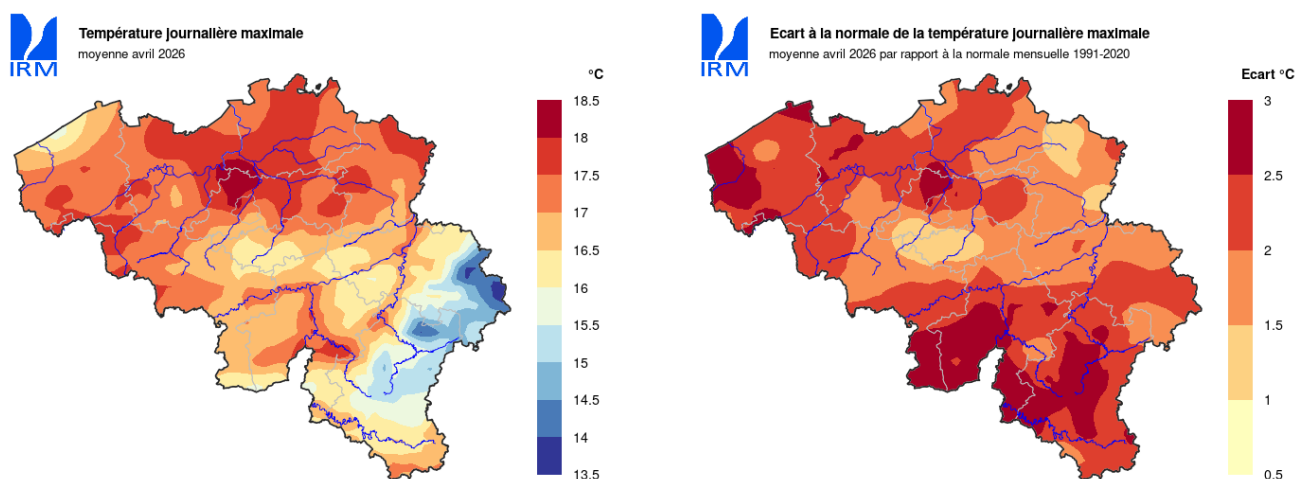 Température journalière maximale
moyenne avril 2026
IRM
°C
18.5
18
17.5
17
16.5
16
15.5
15
14.5
14
13.5
Ecart à la normale de la température journalière maximale
moyenne avril 2026 par rapport à la normale mensuelle 1991-2020
IRM
Ecart °C
3
2.5
2
1.5
1
0.5